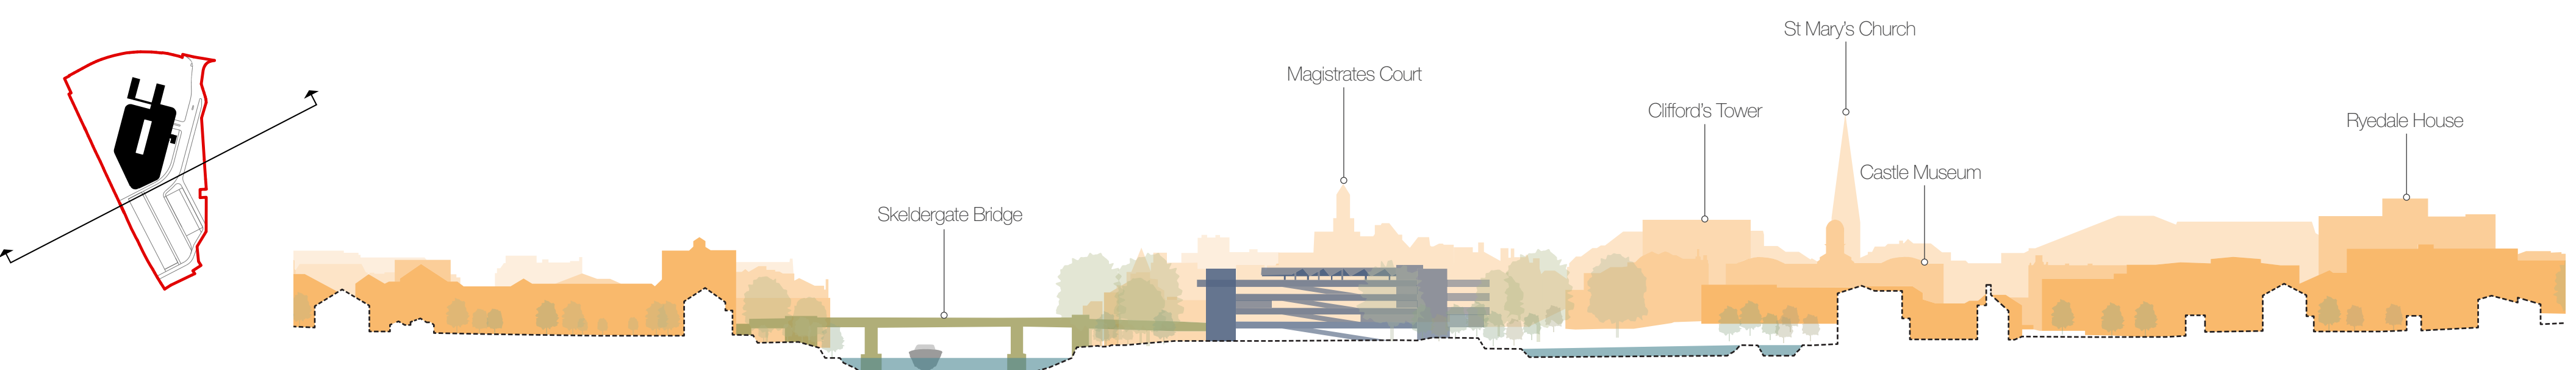 St Mary's Church
Magistrates Court
Clifford's Tower
Ryedale House
Castle Museum
Skeldergate Bridge